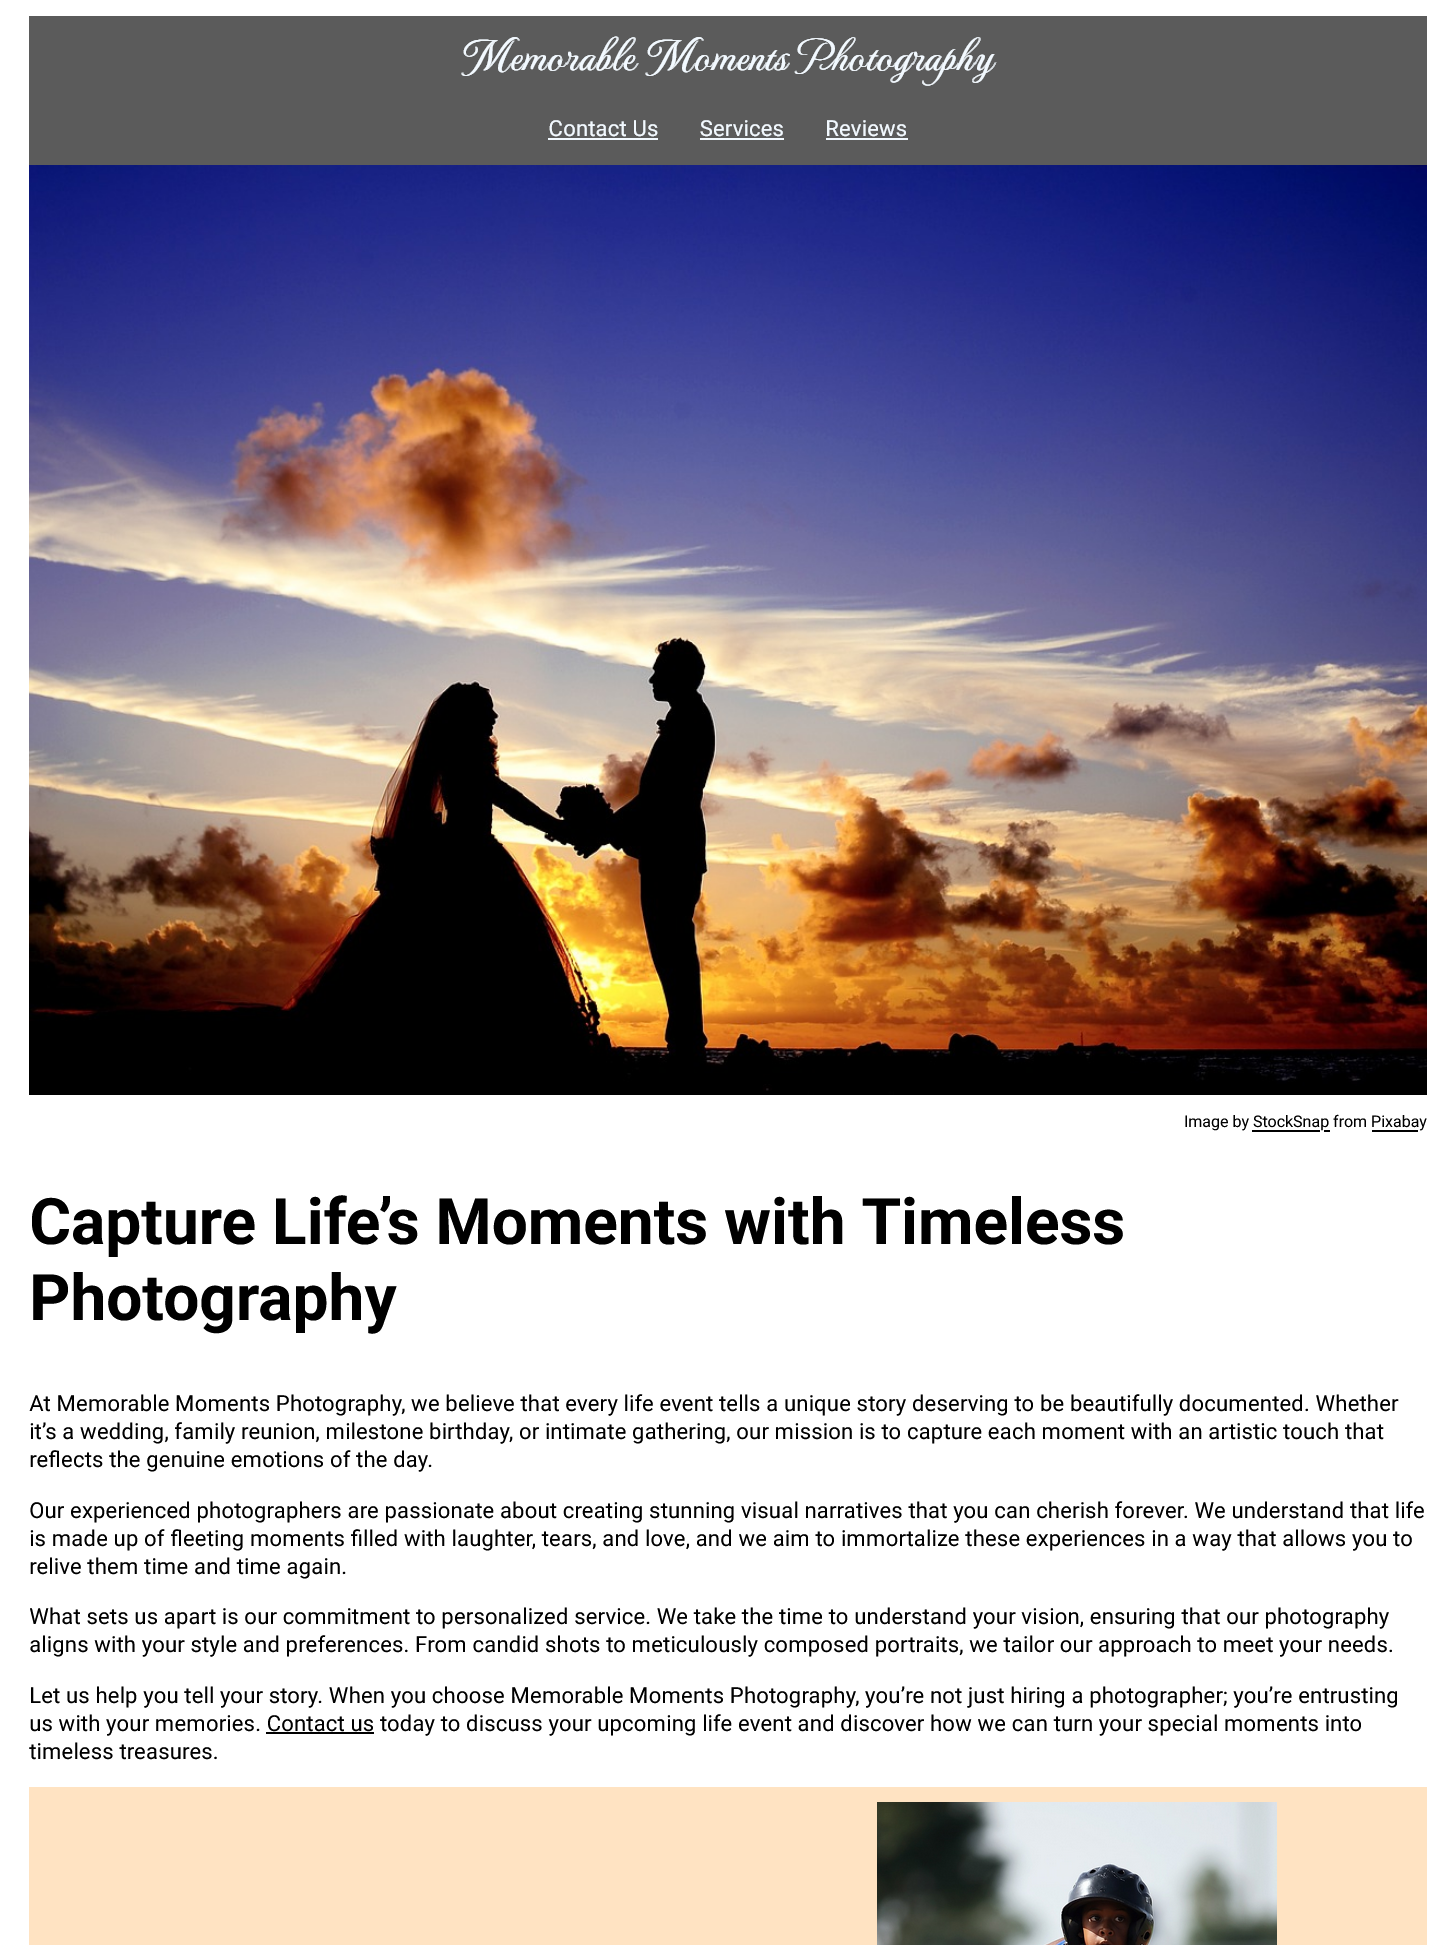 Memorable Moments Photography
Contact Us Services Reviews
Image by StockSnap from Pixabay
Capture Life’s Moments with Timeless
Photography
At Memorable Moments Photography, we believe that every life event tells a unique story deserving to be beautifully documented. Whether
it’s a wedding, family reunion, milestone birthday, or intimate gathering, our mission is to capture each moment with an artistic touch that
reflects the genuine emotions of the day.
Our experienced photographers are passionate about creating stunning visual narratives that you can cherish forever. We understand that life
is made up of fleeting moments filled with laughter, tears, and love, and we aim to immortalize these experiences in a way that allows you to
relive them time and time again.
What sets us apart is our commitment to personalized service. We take the time to understand your vision, ensuring that our photography
aligns with your style and preferences. From candid shots to meticulously composed portraits, we tailor our approach to meet your needs.
Let us help you tell your story. When you choose Memorable Moments Photography, you’re not just hiring a photographer; you’re entrusting
us with your memories. Contact us today to discuss your upcoming life event and discover how we can turn your special moments into
timeless treasures.